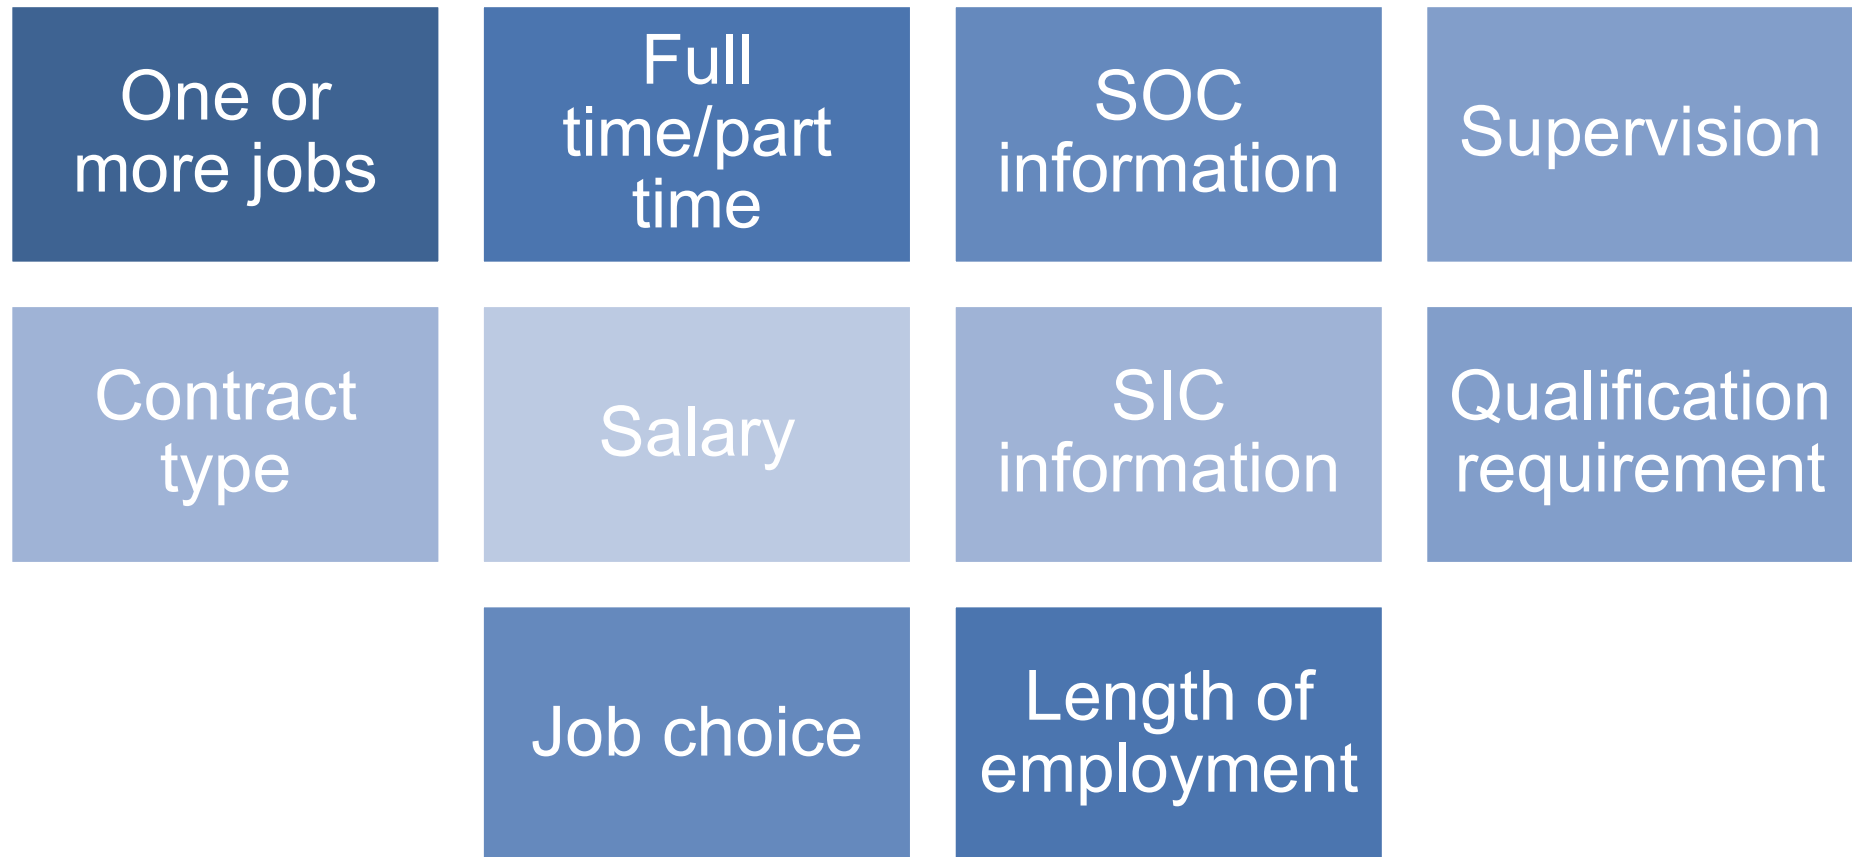 One or
more jobs
Full
time/part
time
SOC
information
Supervision
Contract
type
Salary
SIC
information
Qualification
requirement
Job choice
Length of
employment